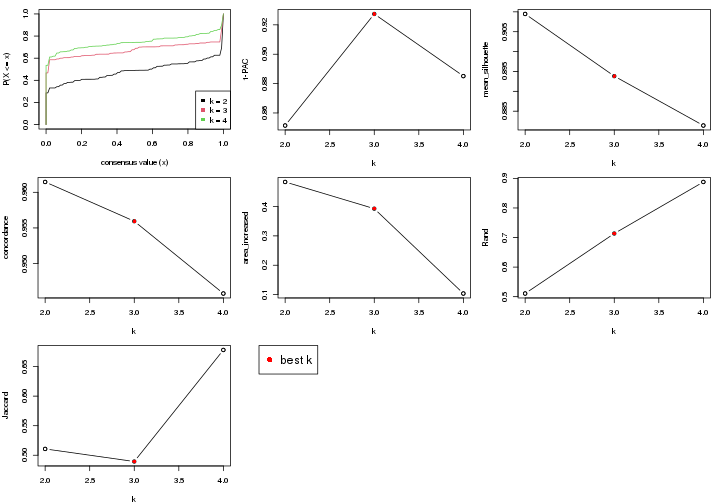 P(X <= x)
1.0
0.8
0.6
0.4
0.2
0.0
k = 2
k = 3
k = 4
0.0 0.2 0.4 0.6 0.8 1.0
consensus value (x)
1-PAC
0.92
0.90
0.88
0.86
2.0 2.5 3.0 3.5 4.0
k
mean_silhouette
0.905
0.895
0.885
2.0 2.5 3.0 3.5 4.0
k
concordance
0.960
0.955
0.950
2.0 2.5 3.0 3.5 4.0
k
area_increased
0.4
0.3
0.2
0.1
2.0 2.5 3.0 3.5 4.0
k
Rand
0.9
0.8
0.7
0.6
0.5
2.0 2.5 3.0 3.5 4.0
k
Jaccard
0.65
0.60
0.55
0.50
2.0 2.5 3.0 3.5 4.0
k
best k